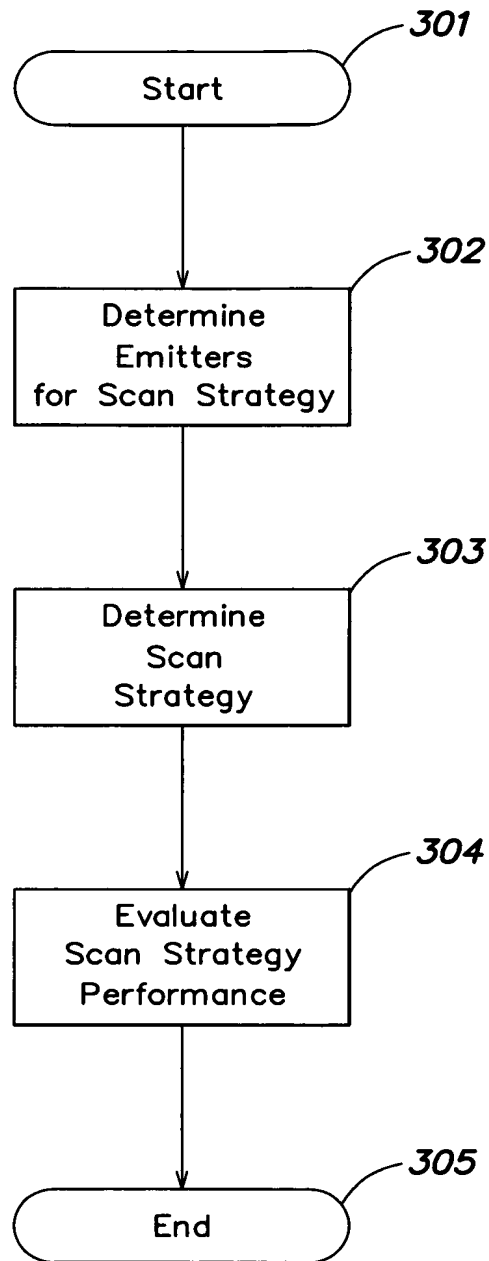 301
Start
302
Determine
Emitters
for Scan Strategy
303
Determine
Scan
Strategy
304
Evaluate
Scan Strategy
Performance
305
End